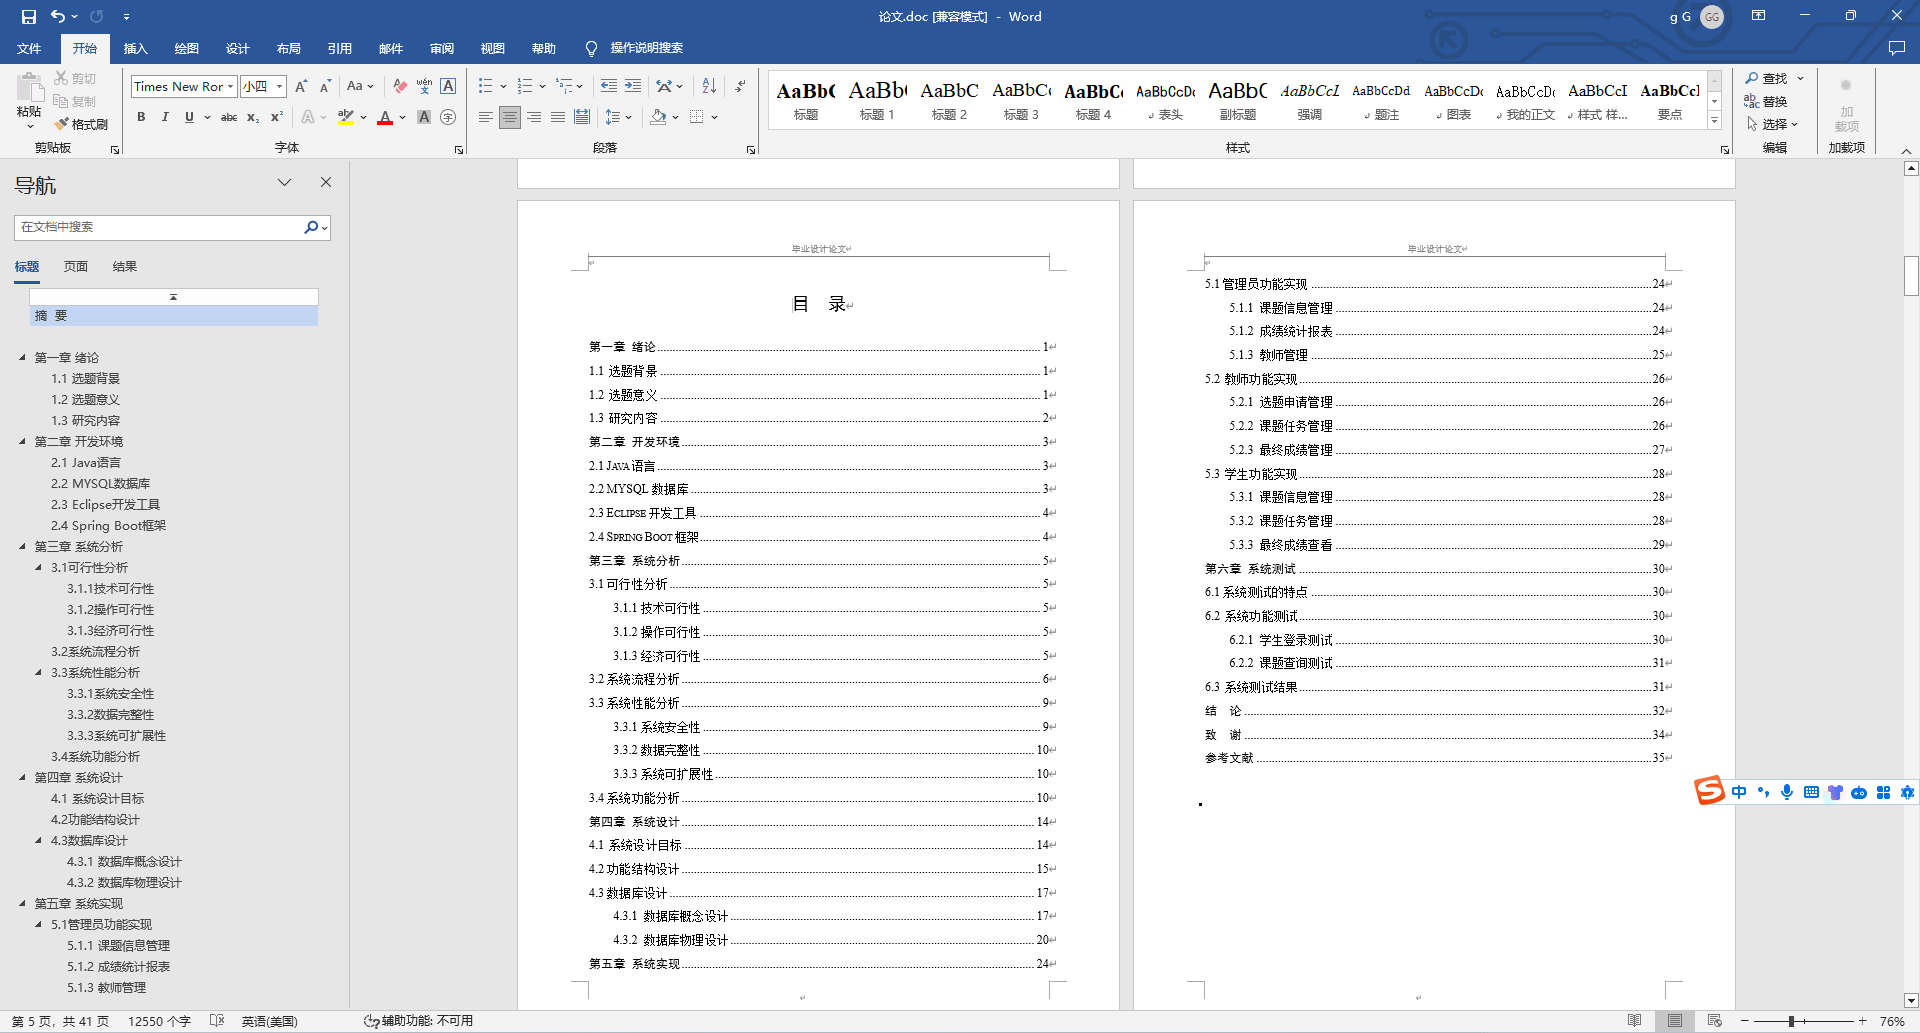 论文.doc [兼容模式] - Word
g G
GG
文件 开始 插入 绘图 设计 布局 引用 邮件 审阅 视图 帮助 操作说明搜索
粘贴
剪切
复制
格式刷
剪贴板
Times New Ror
小四
字体
段落
AaBb( 标题
AaBb( 标题 1
AaBbC 标题 2
AaBbC 标题 3
AaBbC 标题 4
AaBbCcDc 表头
AaBbC 副标题
AaBbCcL 强调
AaBbCcDd 题注
AaBbCcDc 图表
AaBbCcDc 我的正文
AaBbCcI 样式 样...
AaBbCcl 要点
样式
查找
替换
选择
编辑
加载项
加载项
导航
在文档中搜索
标题 页面 结果
摘 要
第一章 绪论
1.1 选题背景
1.2 选题意义
1.3 研究内容
第二章 开发环境
2.1 Java语言
2.2 MYSQL数据库
2.3 Eclipse开发工具
2.4 Spring Boot框架
第三章 系统分析
3.1可行性分析
3.1.1技术可行性
3.1.2操作可行性
3.1.3经济可行性
3.2系统流程分析
3.3系统性能分析
3.3.1系统安全性
3.3.2数据完整性
3.3.3系统可扩展性
3.4系统功能分析
第四章 系统设计
4.1 系统设计目标
4.2功能结构设计
4.3数据库设计
4.3.1 数据库概念设计
4.3.2 数据库物理设计
第五章 系统实现
5.1管理员功能实现
5.1.1 课题信息管理
5.1.2 成绩统计报表
5.1.3 教师管理
毕业设计论文
目 录
第一章 绪论 1
1.1 选题背景 1
1.2 选题意义 1
1.3 研究内容 2
第二章 开发环境 3
2.1 JAVA 语言 3
2.2 MYSQL 数据库 3
2.3 ECLIPSE 开发工具 4
2.4 SPRING BOOT 框架 4
第三章 系统分析 5
3.1 可行性分析 5
3.1.1 技术可行性 5
3.1.2 操作可行性 5
3.1.3 经济可行性 5
3.2 系统流程分析 6
3.3 系统性能分析 9
3.3.1 系统安全性 9
3.3.2 数据完整性 10
3.3.3 系统可扩展性 10
3.4 系统功能分析 10
第四章 系统设计 14
4.1 系统设计目标 14
4.2 功能结构设计 15
4.3 数据库设计 17
4.3.1 数据库概念设计 17
4.3.2 数据库物理设计 20
第五章 系统实现 24
毕业设计论文
5.1 管理员功能实现 24
5.1.1 课题信息管理 24
5.1.2 成绩统计报表 24
5.1.3 教师管理 25
5.2 教师功能实现 26
5.2.1 选题申请管理 26
5.2.2 课题任务管理 26
5.2.3 最终成绩管理 27
5.3 学生功能实现 28
5.3.1 课题信息管理 28
5.3.2 课题任务管理 28
5.3.3 最终成绩查看 29
第六章 系统测试 30
6.1 系统测试的特点 30
6.2 系统功能测试 30
6.2.1 学生登录测试 30
6.2.2 课题查询测试 31
6.3 系统测试结果 31
结 论 32
致 谢 34
参考文献 35
中
第 5 页，共 41 页 12550 个字 英语(美国) 辅助功能: 不可用
76%